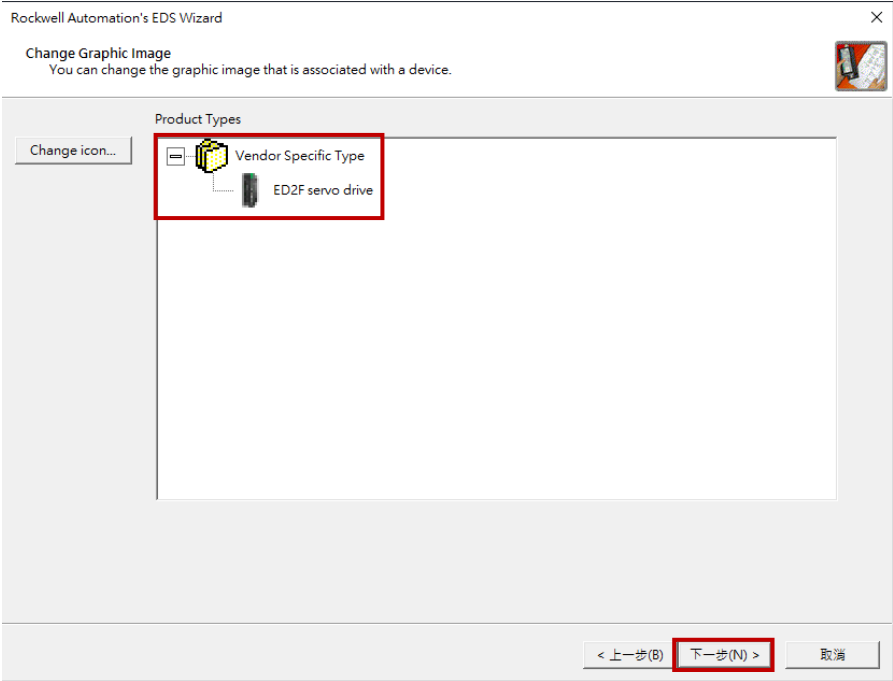 Rockwell Automation's EDS Wizard
Change Graphic Image
You can change the graphic image that is associated with a device.
Product Types
Change icon...
Vendor Specific Type
ED2F servo drive
< 上一步(B)
下一步(N) >
取消